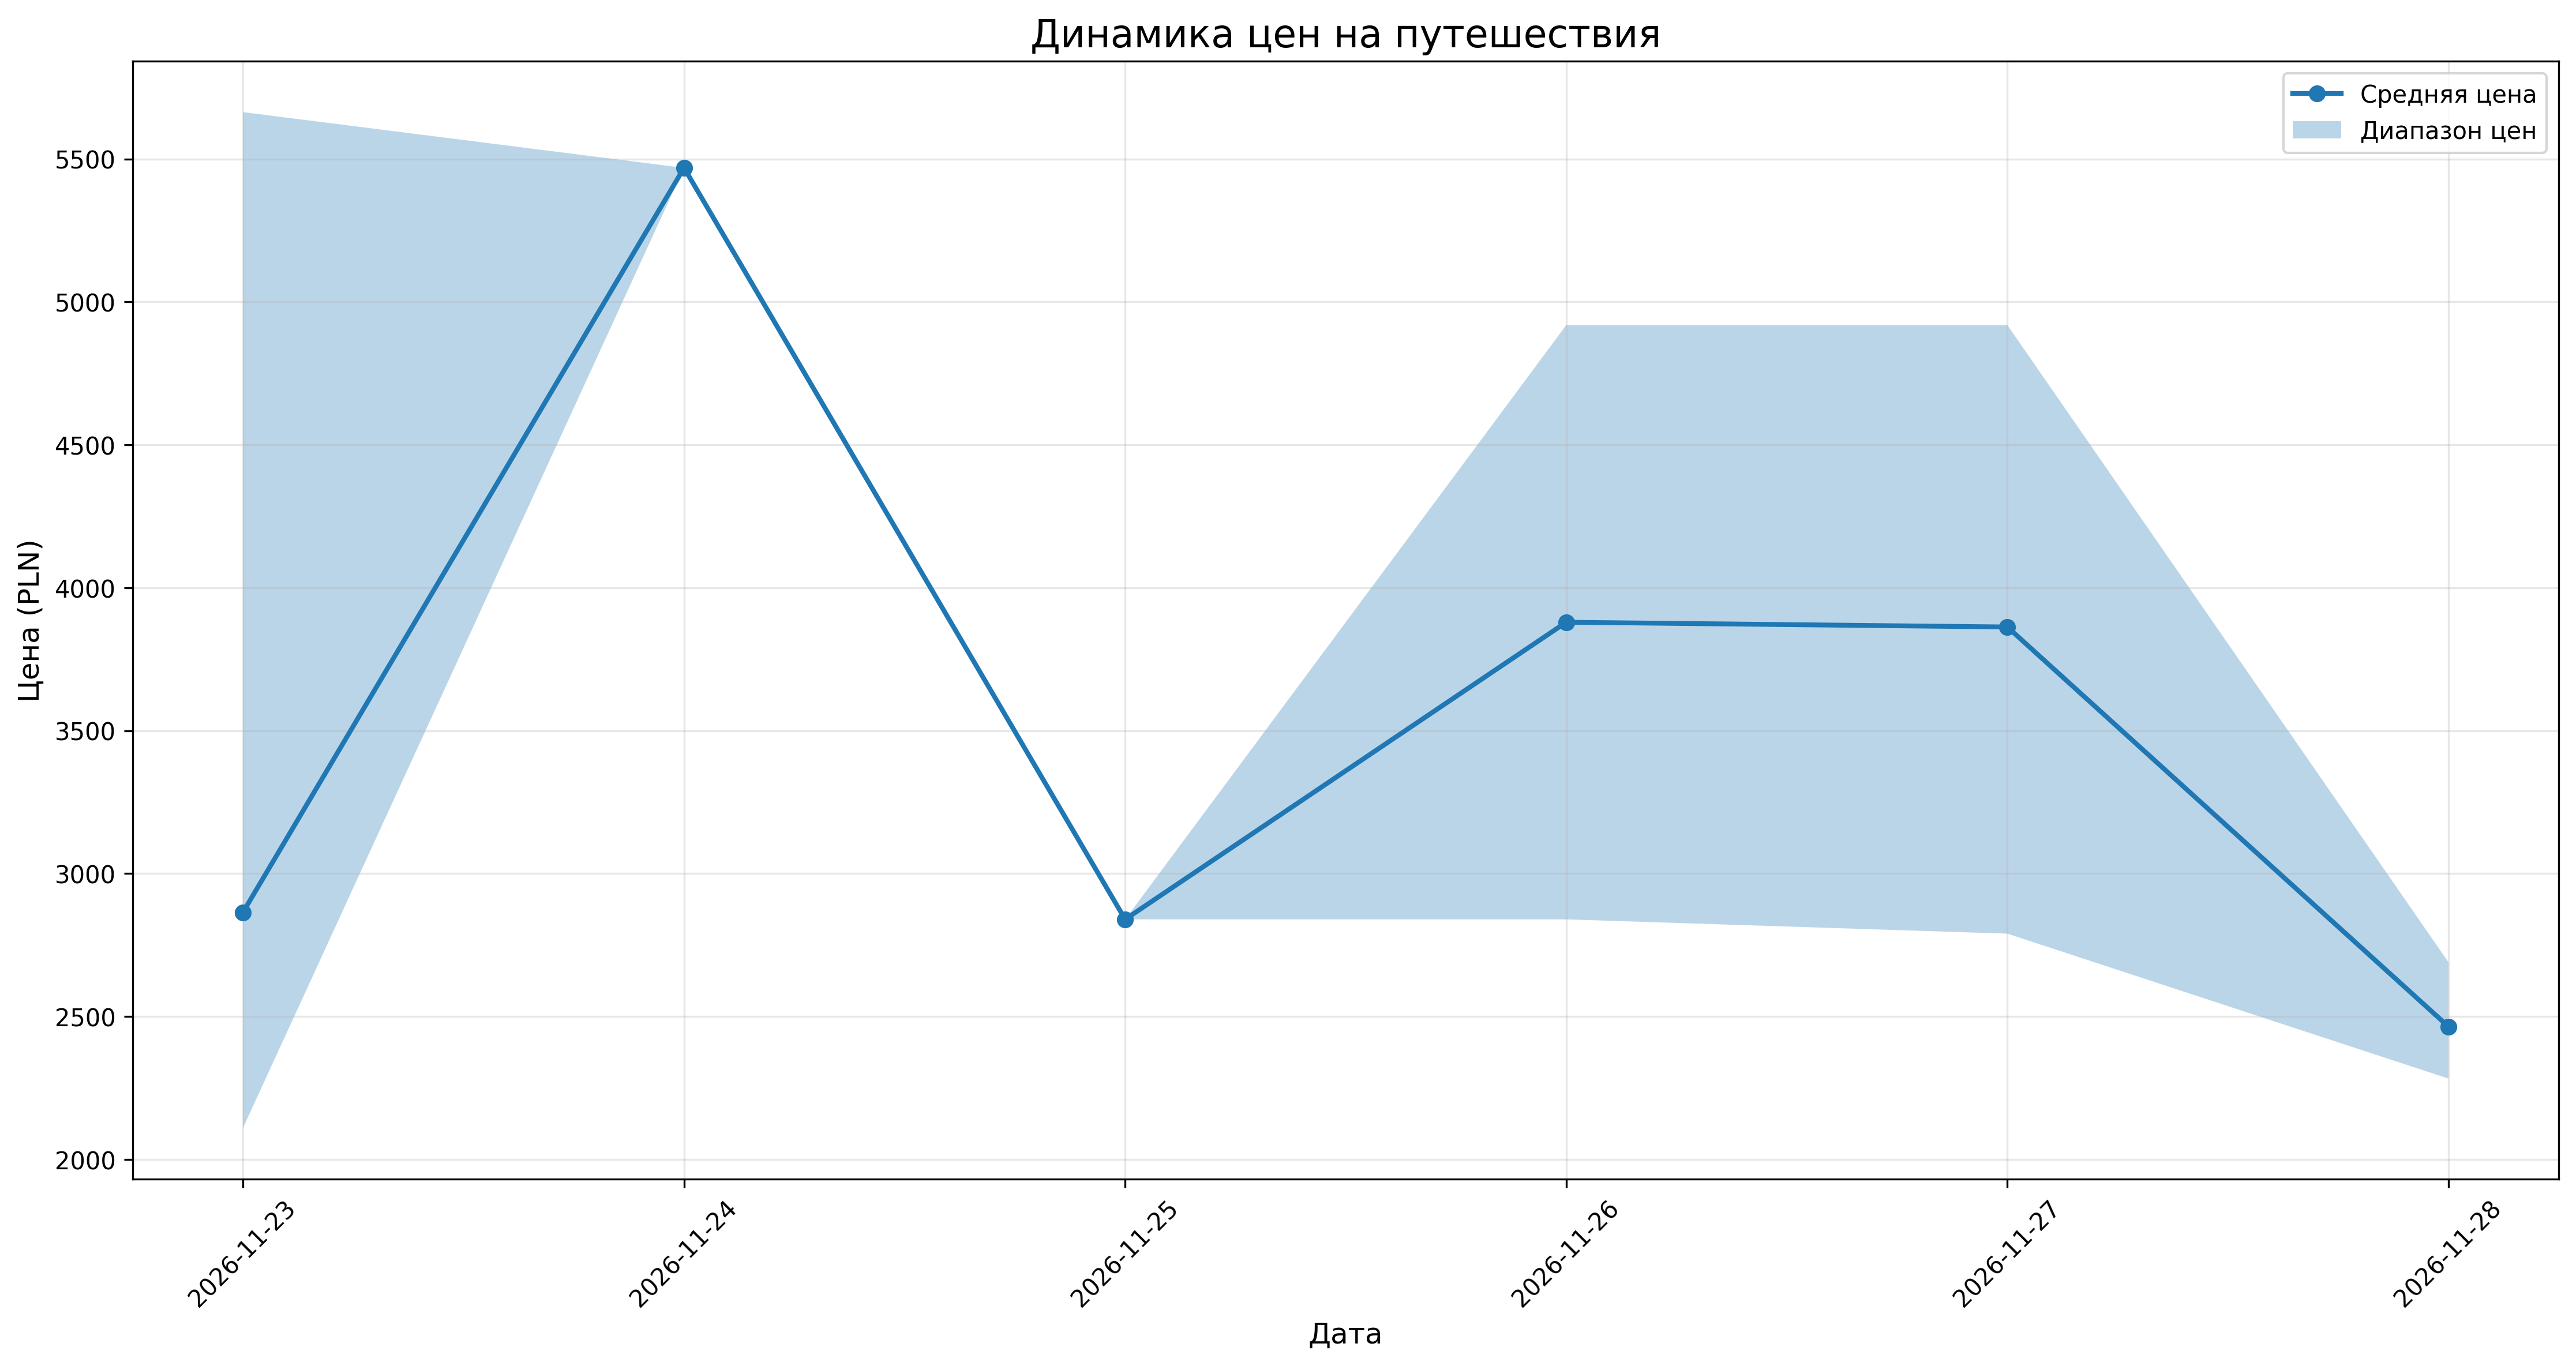 Динамика цен на путешествия
Средняя цена
Диапазон цен
Цена (PLN)
5500
5000
4500
4000
3500
3000
2500
2000
2026-11-23
2026-11-24
2026-11-25
2026-11-26
2026-11-27
2026-11-28
Дата